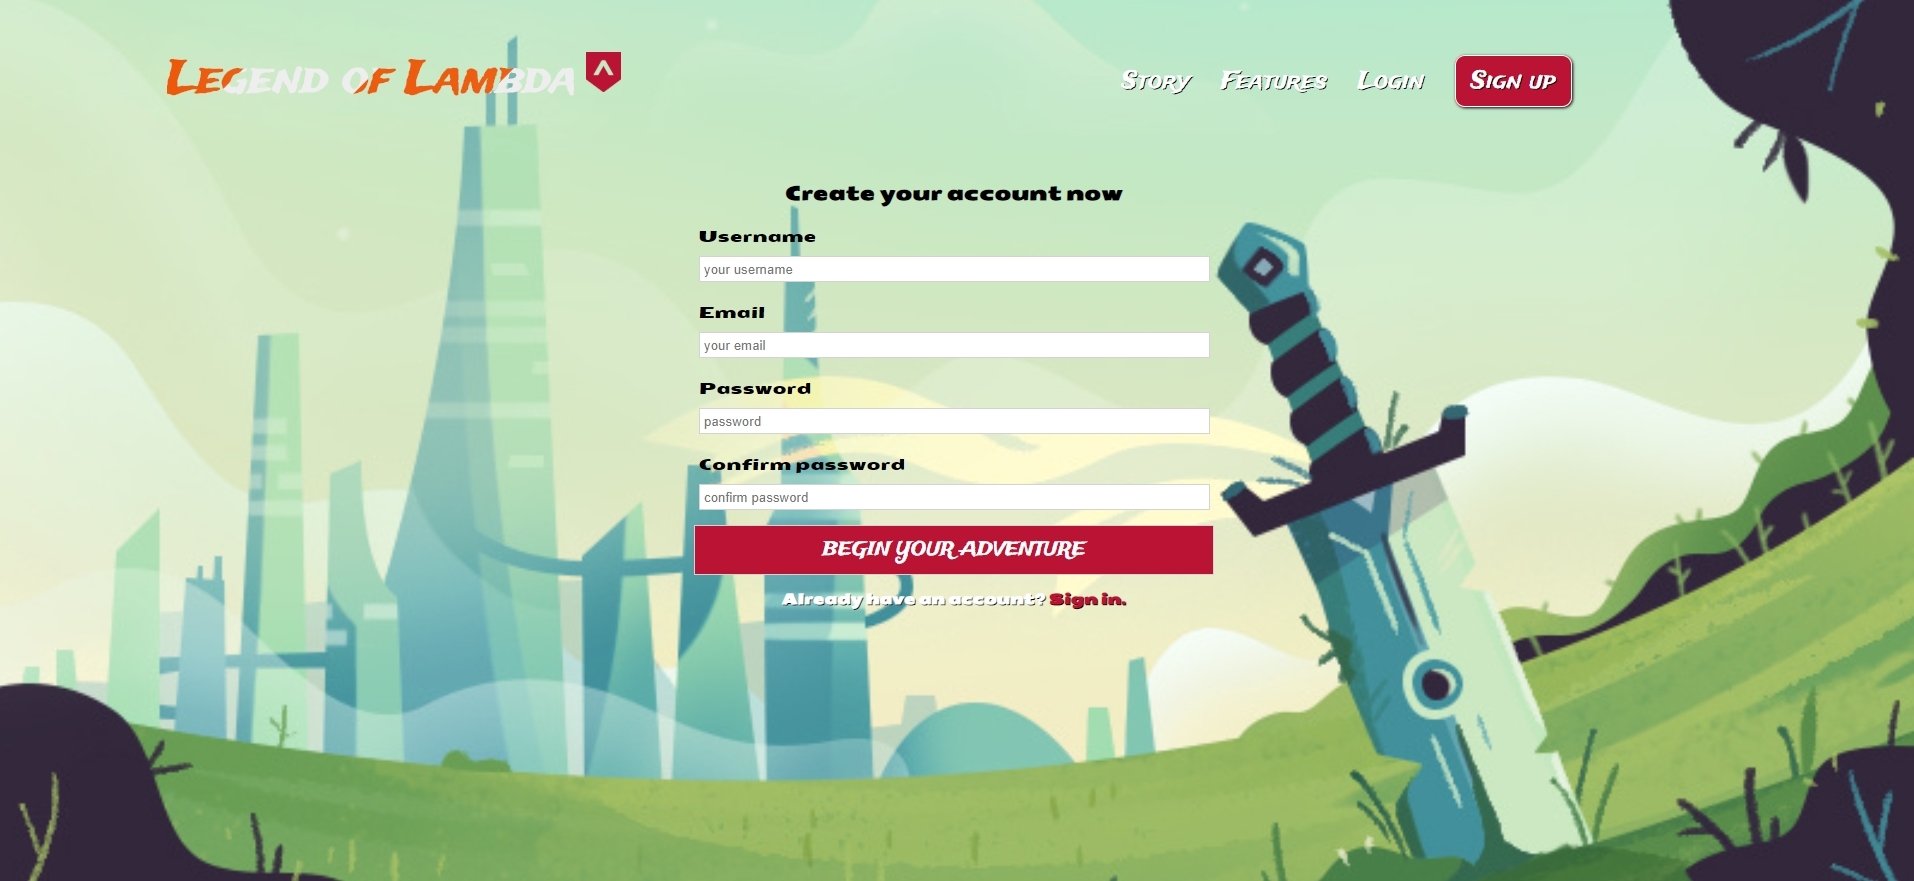 Legend of Lambda
Story Features Login Sign up
Create your account now
Username
your username
Email
your email
Password
password
Confirm password
confirm password
BEGIN YOUR ADVENTURE
Already have an account? Sign in.